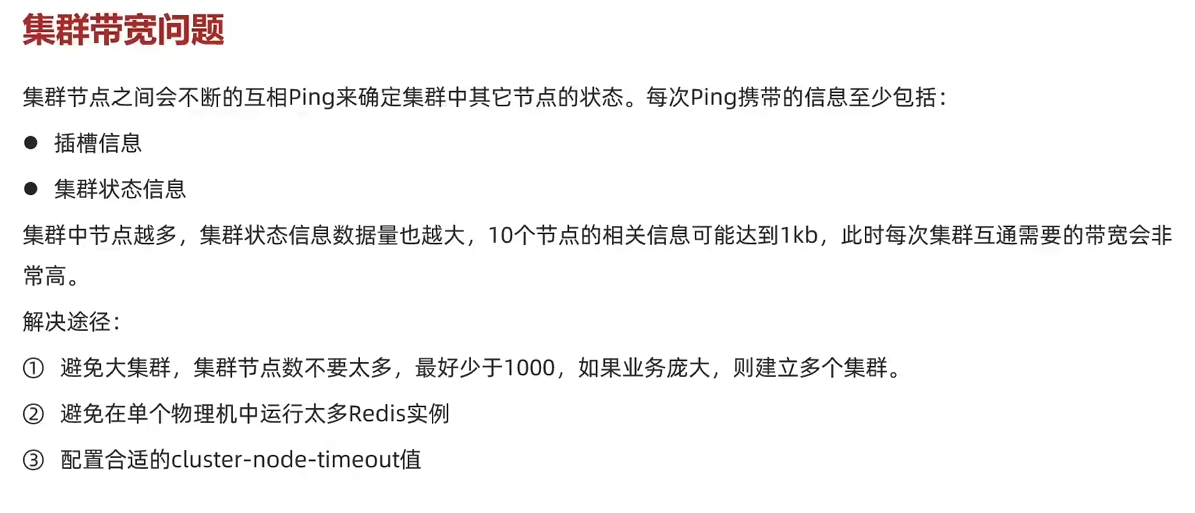 集群带宽问题
集群节点之间会不断的互相Ping来确定集群中其它节点的状态。每次Ping携带的信息至少包括：
● 插槽信息
● 集群状态信息
集群中节点越多，集群状态信息数据量也越大，10个节点的相关信息可能达到1kb，此时每次集群互通需要的带宽会非
常高。
解决途径：
① 避免大集群，集群节点数不要太多，最好少于1000，如果业务庞大，则建立多个集群。
② 避免在单个物理机中运行太多Redis实例
③ 配置合适的cluster-node-timeout值